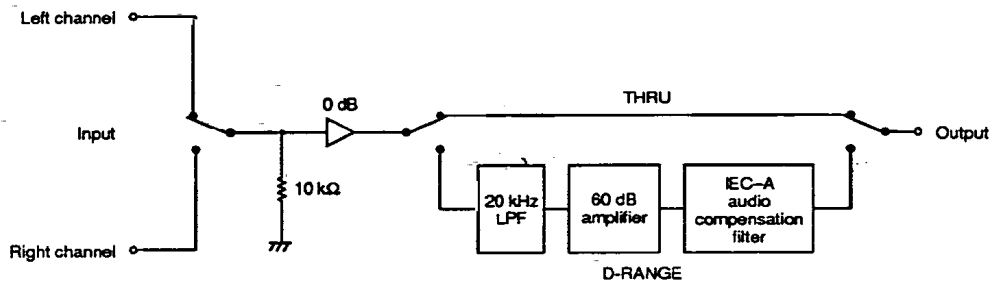 Left channel
0 dB
THRU
Input
Output
10 kΩ
20 kHz
LPF
60 dB
amplifier
IEC-A
audio
compensation
filter
Right channel
D-RANGE